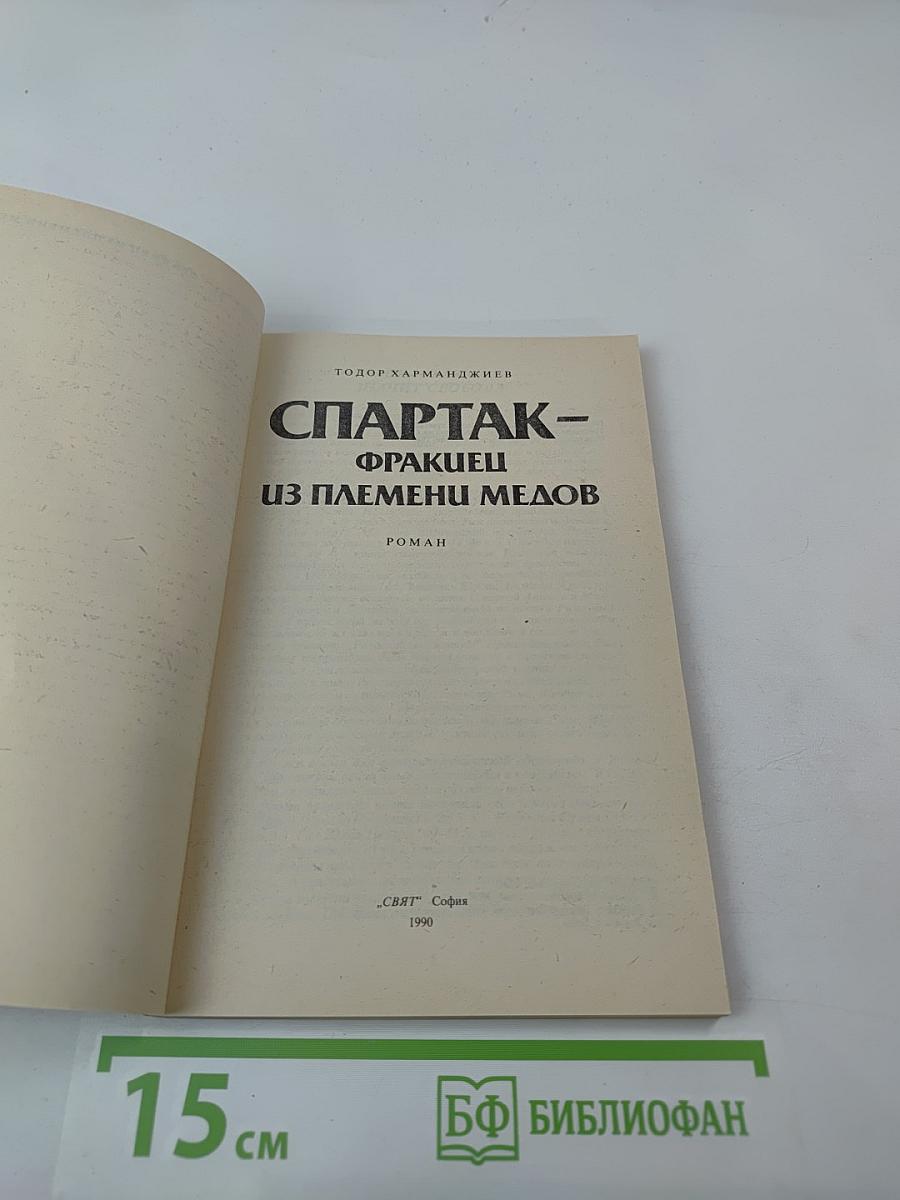 ТОДОР ХАРМАНДЖИЕВ
СПАРТАК–
ФРАКИЕЦ
ИЗ ПЛЕМЕНИ МЕДОВ
РОМАН
„СВЯТ“ София
1990
15 см
БФ БИБЛИОФАН